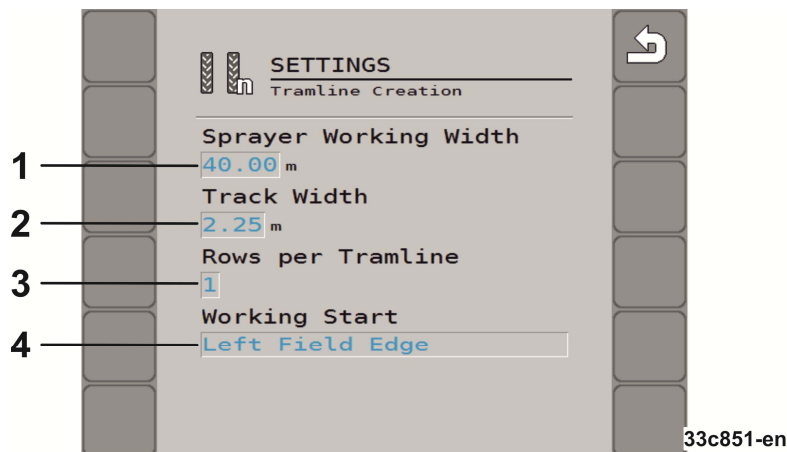 SETTINGS
n
Tramline Creation
Sprayer Working Width
1
40.00 m
Track Width
2
2.25 m
Rows per Tramline
3
1
Working Start
4
Left Field Edge
33c851-en